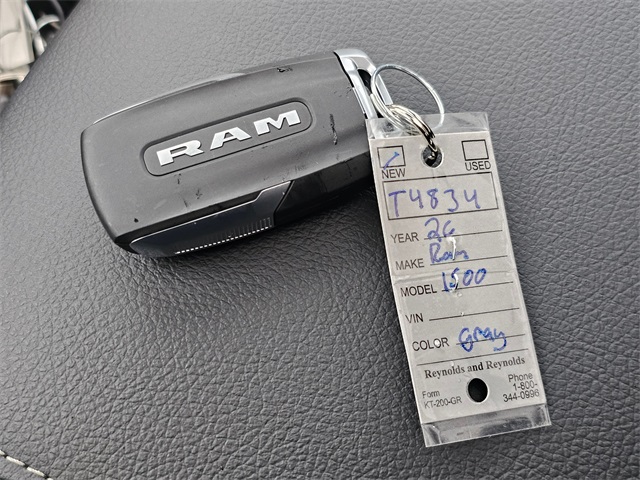 RAM
NEW USED
T4834
YEAR 26
MAKE Ram
MODEL 1500
VIN
COLOR Gray
Reynolds and Reynolds
Form KT-200-GR
Phone 1-800-344-0996